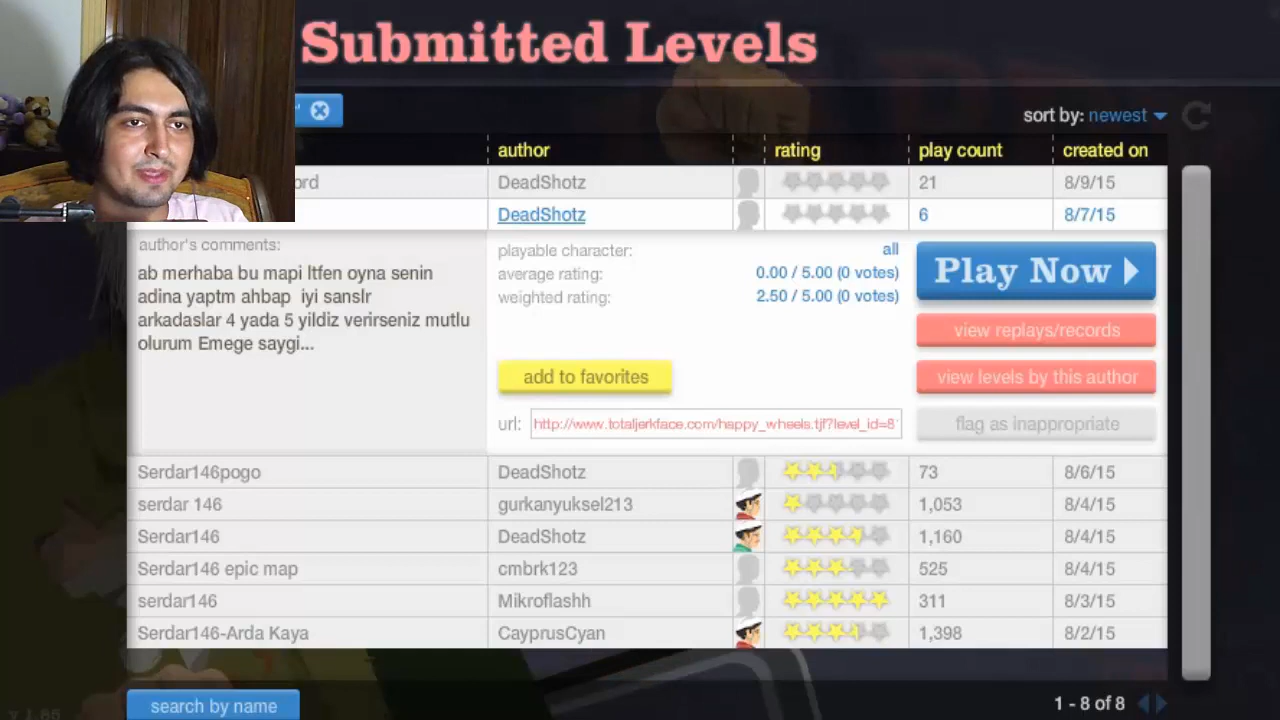 Submitted Levels
sort by: newest
author rating play count created on
ord DeadShotz 21 8/9/15
DeadShotz 6 8/7/15
author's comments:
ab merhaba bu mapi ltfen oyna senin
adina yaptm ahbap iyi sanslr
arkadaslar 4 yada 5 yildiz verirseniz mutlu
olurum Emege saygi...
playable character: all
average rating: 0.00 / 5.00 (0 votes)
weighted rating: 2.50 / 5.00 (0 votes)
add to favorites
url: http://www.totaljerkface.com/happy_wheels.tjf?level_id=8
Play Now
view replays/records
view levels by this author
flag as inappropriate
Serdar146pogo DeadShotz 73 8/6/15
serdar 146 gurkanyuksel213 1,053 8/4/15
Serdar146 DeadShotz 1,160 8/4/15
Serdar146 epic map cmbrk123 525 8/4/15
serdar146 Mikroflashh 311 8/3/15
Serdar146-Arda Kaya CayprusCyan 1,398 8/2/15
search by name
1 - 8 of 8